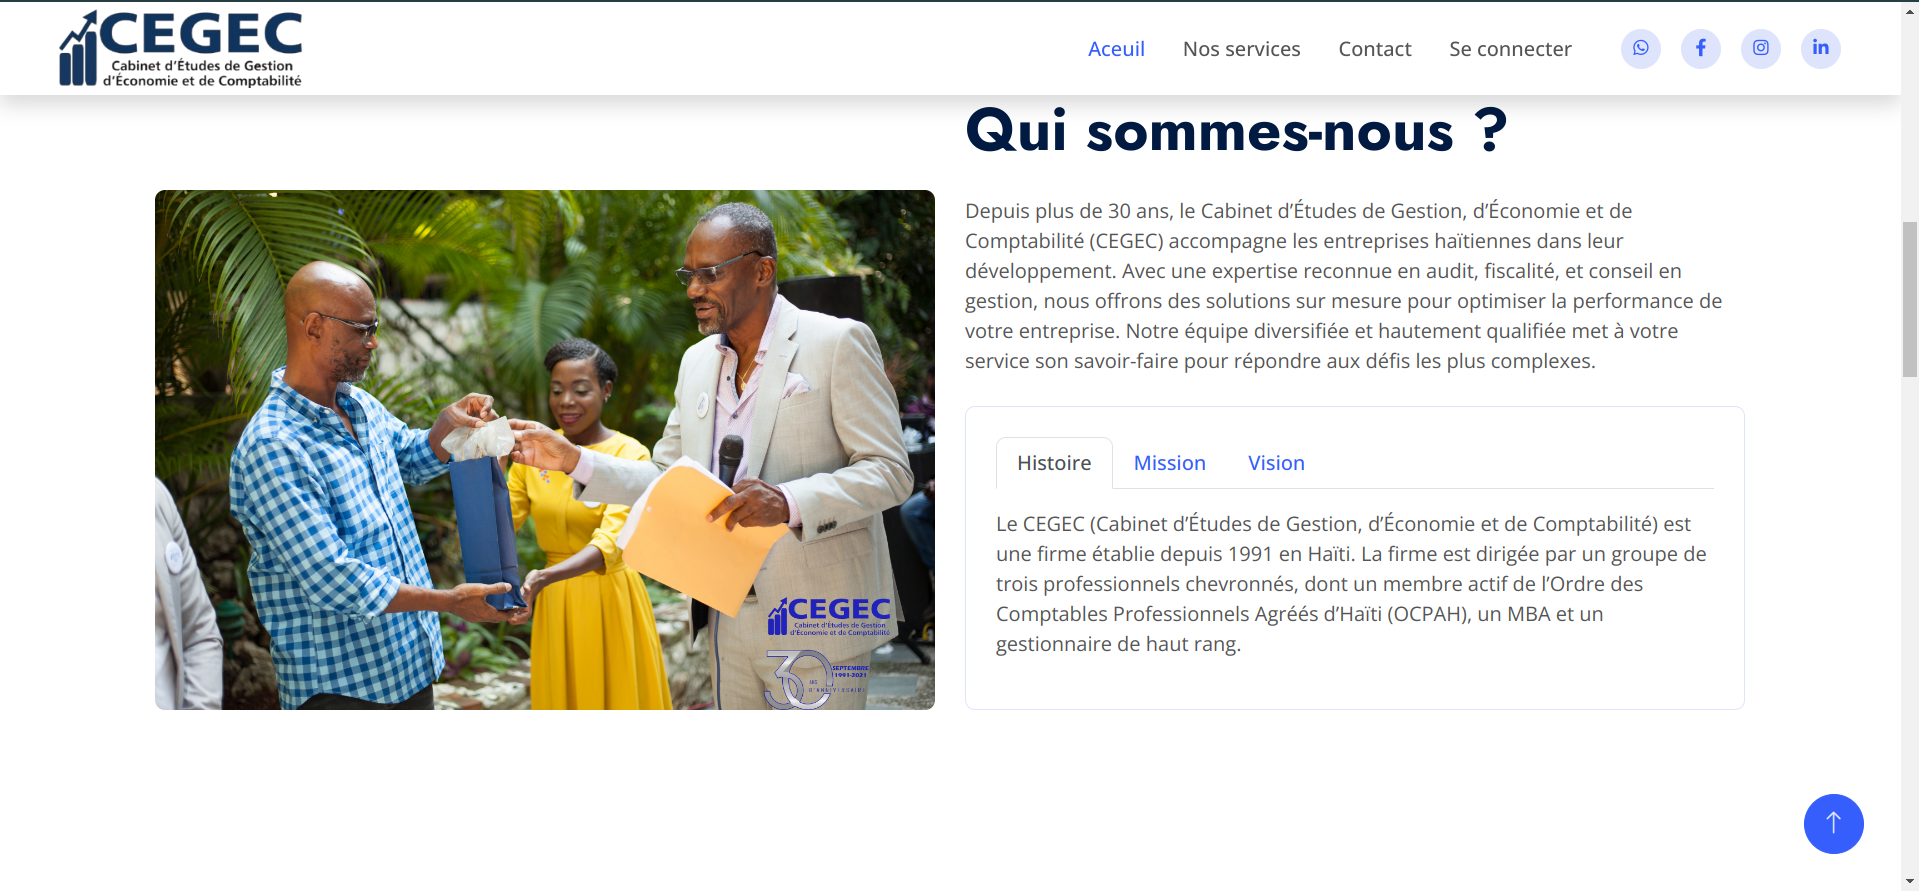 CEGEC
Cabinet d'Études de Gestion
d'Économie et de Comptabilité
Aceuil
Nos services
Contact
Se connecter
Qui sommes-nous ?
Depuis plus de 30 ans, le Cabinet d'Études de Gestion, d'Économie et de
Comptabilité (CEGEC) accompagne les entreprises haïtiennes dans leur
développement. Avec une expertise reconnue en audit, fiscalité, et conseil en
gestion, nous offrons des solutions sur mesure pour optimiser la performance de
votre entreprise. Notre équipe diversifiée et hautement qualifiée met à votre
service son savoir-faire pour répondre aux défis les plus complexes.
Histoire
Mission
Vision
Le CEGEC (Cabinet d'Études de Gestion, d'Économie et de Comptabilité) est
une firme établie depuis 1991 en Haïti. La firme est dirigée par un groupe de
trois professionnels chevronnés, dont un membre actif de l'Ordre des
Comptables Professionnels Agréés d'Haïti (OCPAH), un MBA et un
gestionnaire de haut rang.
CEGEC
Cabinet d'Études de Gestion
d'Économie et de Comptabilité
30
SEPTEMBRE
1991-2021
ANS
D'ANNIVERSAIRE